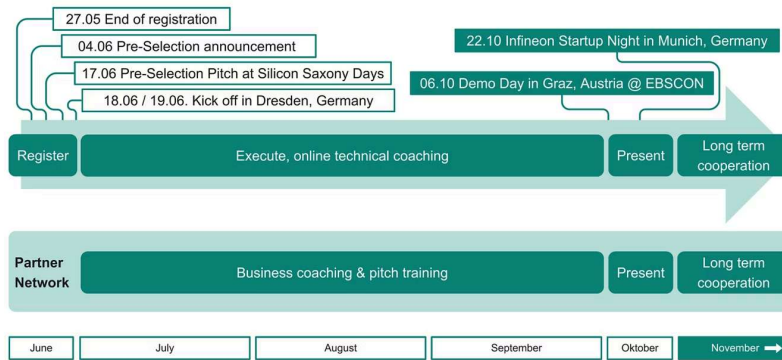 27.05 End of registration
04.06 Pre-Selection announcement
17.06 Pre-Selection Pitch at Silicon Saxony Days
18.06 / 19.06. Kick off in Dresden, Germany
22.10 Infineon Startup Night in Munich, Germany
06.10 Demo Day in Graz, Austria @ EBSCON
Register
Execute, online technical coaching
Present
Long term
cooperation
Partner
Network
Business coaching & pitch training
Present
Long term
cooperation
June
July
August
September
Oktober
November